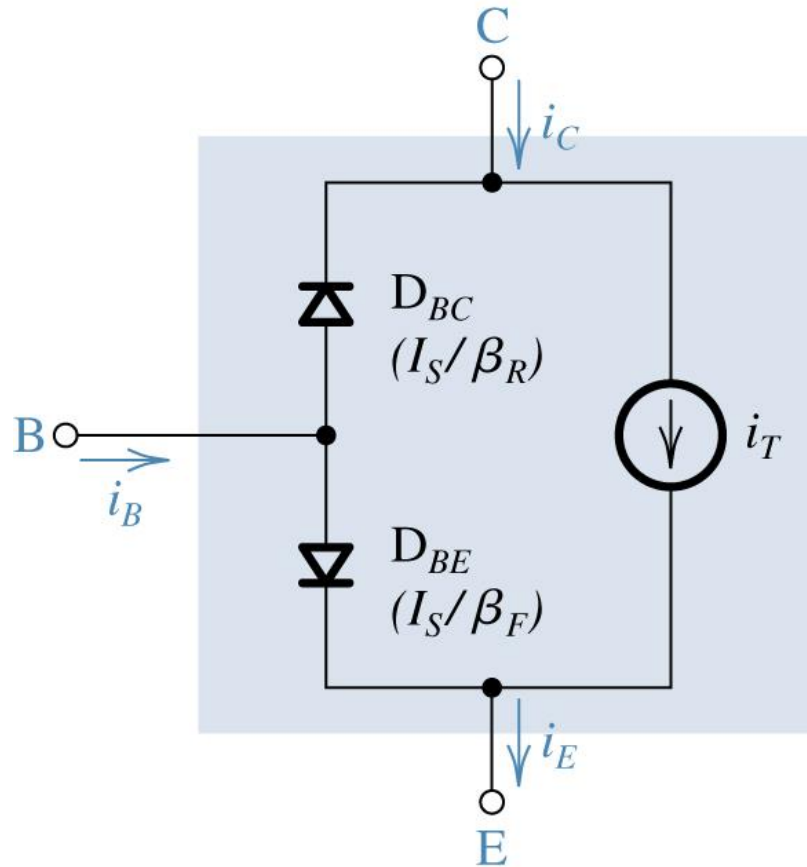 C
i_C
D_BC
(I_S/β_R)
B
i_B
i_T
D_BE
(I_S/β_F)
i_E
E